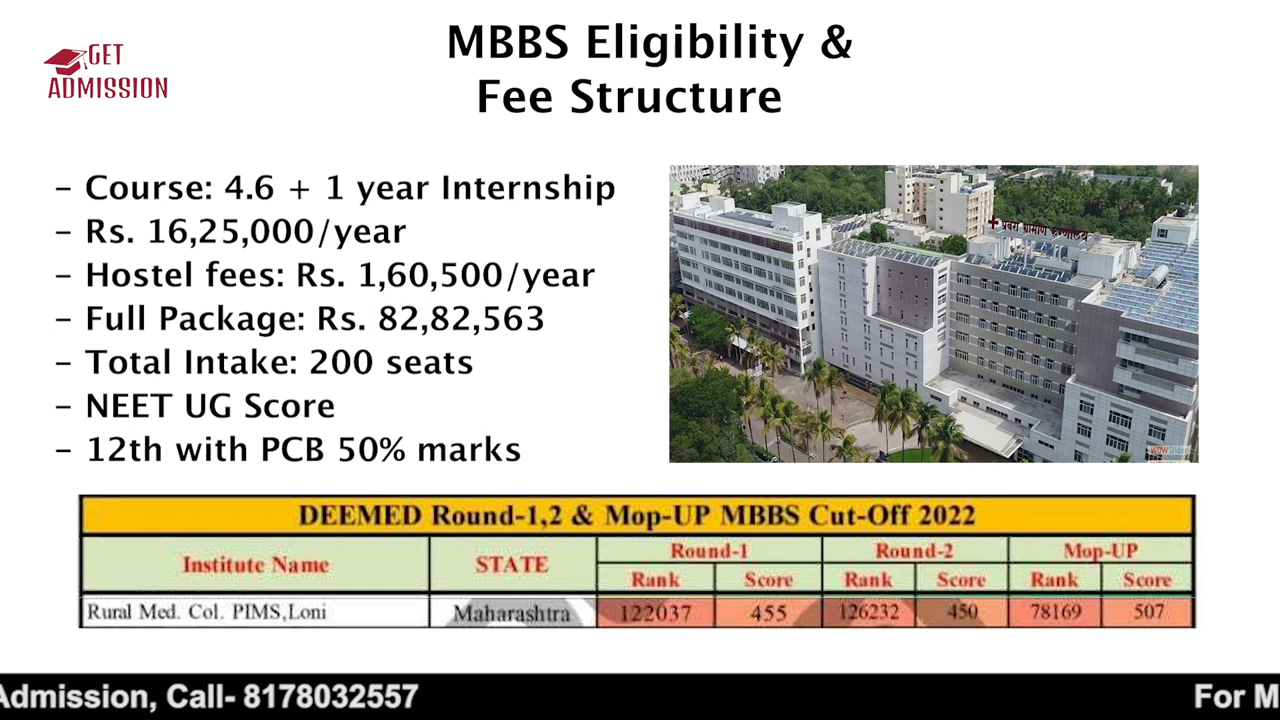 GET
ADMISSION
MBBS Eligibility &
Fee Structure
- Course: 4.6 + 1 year Internship
- Rs. 16,25,000/year
- Hostel fees: Rs. 1,60,500/year
- Full Package: Rs. 82,82,563
- Total Intake: 200 seats
- NEET UG Score
- 12th with PCB 50% marks
DEEMED Round-1,2 & Mop-UP MBBS Cut-Off 2022
Institute Name STATE Round-1 Round-2 Mop-UP
Rank Score Rank Score Rank Score
Rural Med. Col. PIMS,Loni Maharashtra 122037 455 126232 450 78169 507
Admission, Call- 8178032557 For M